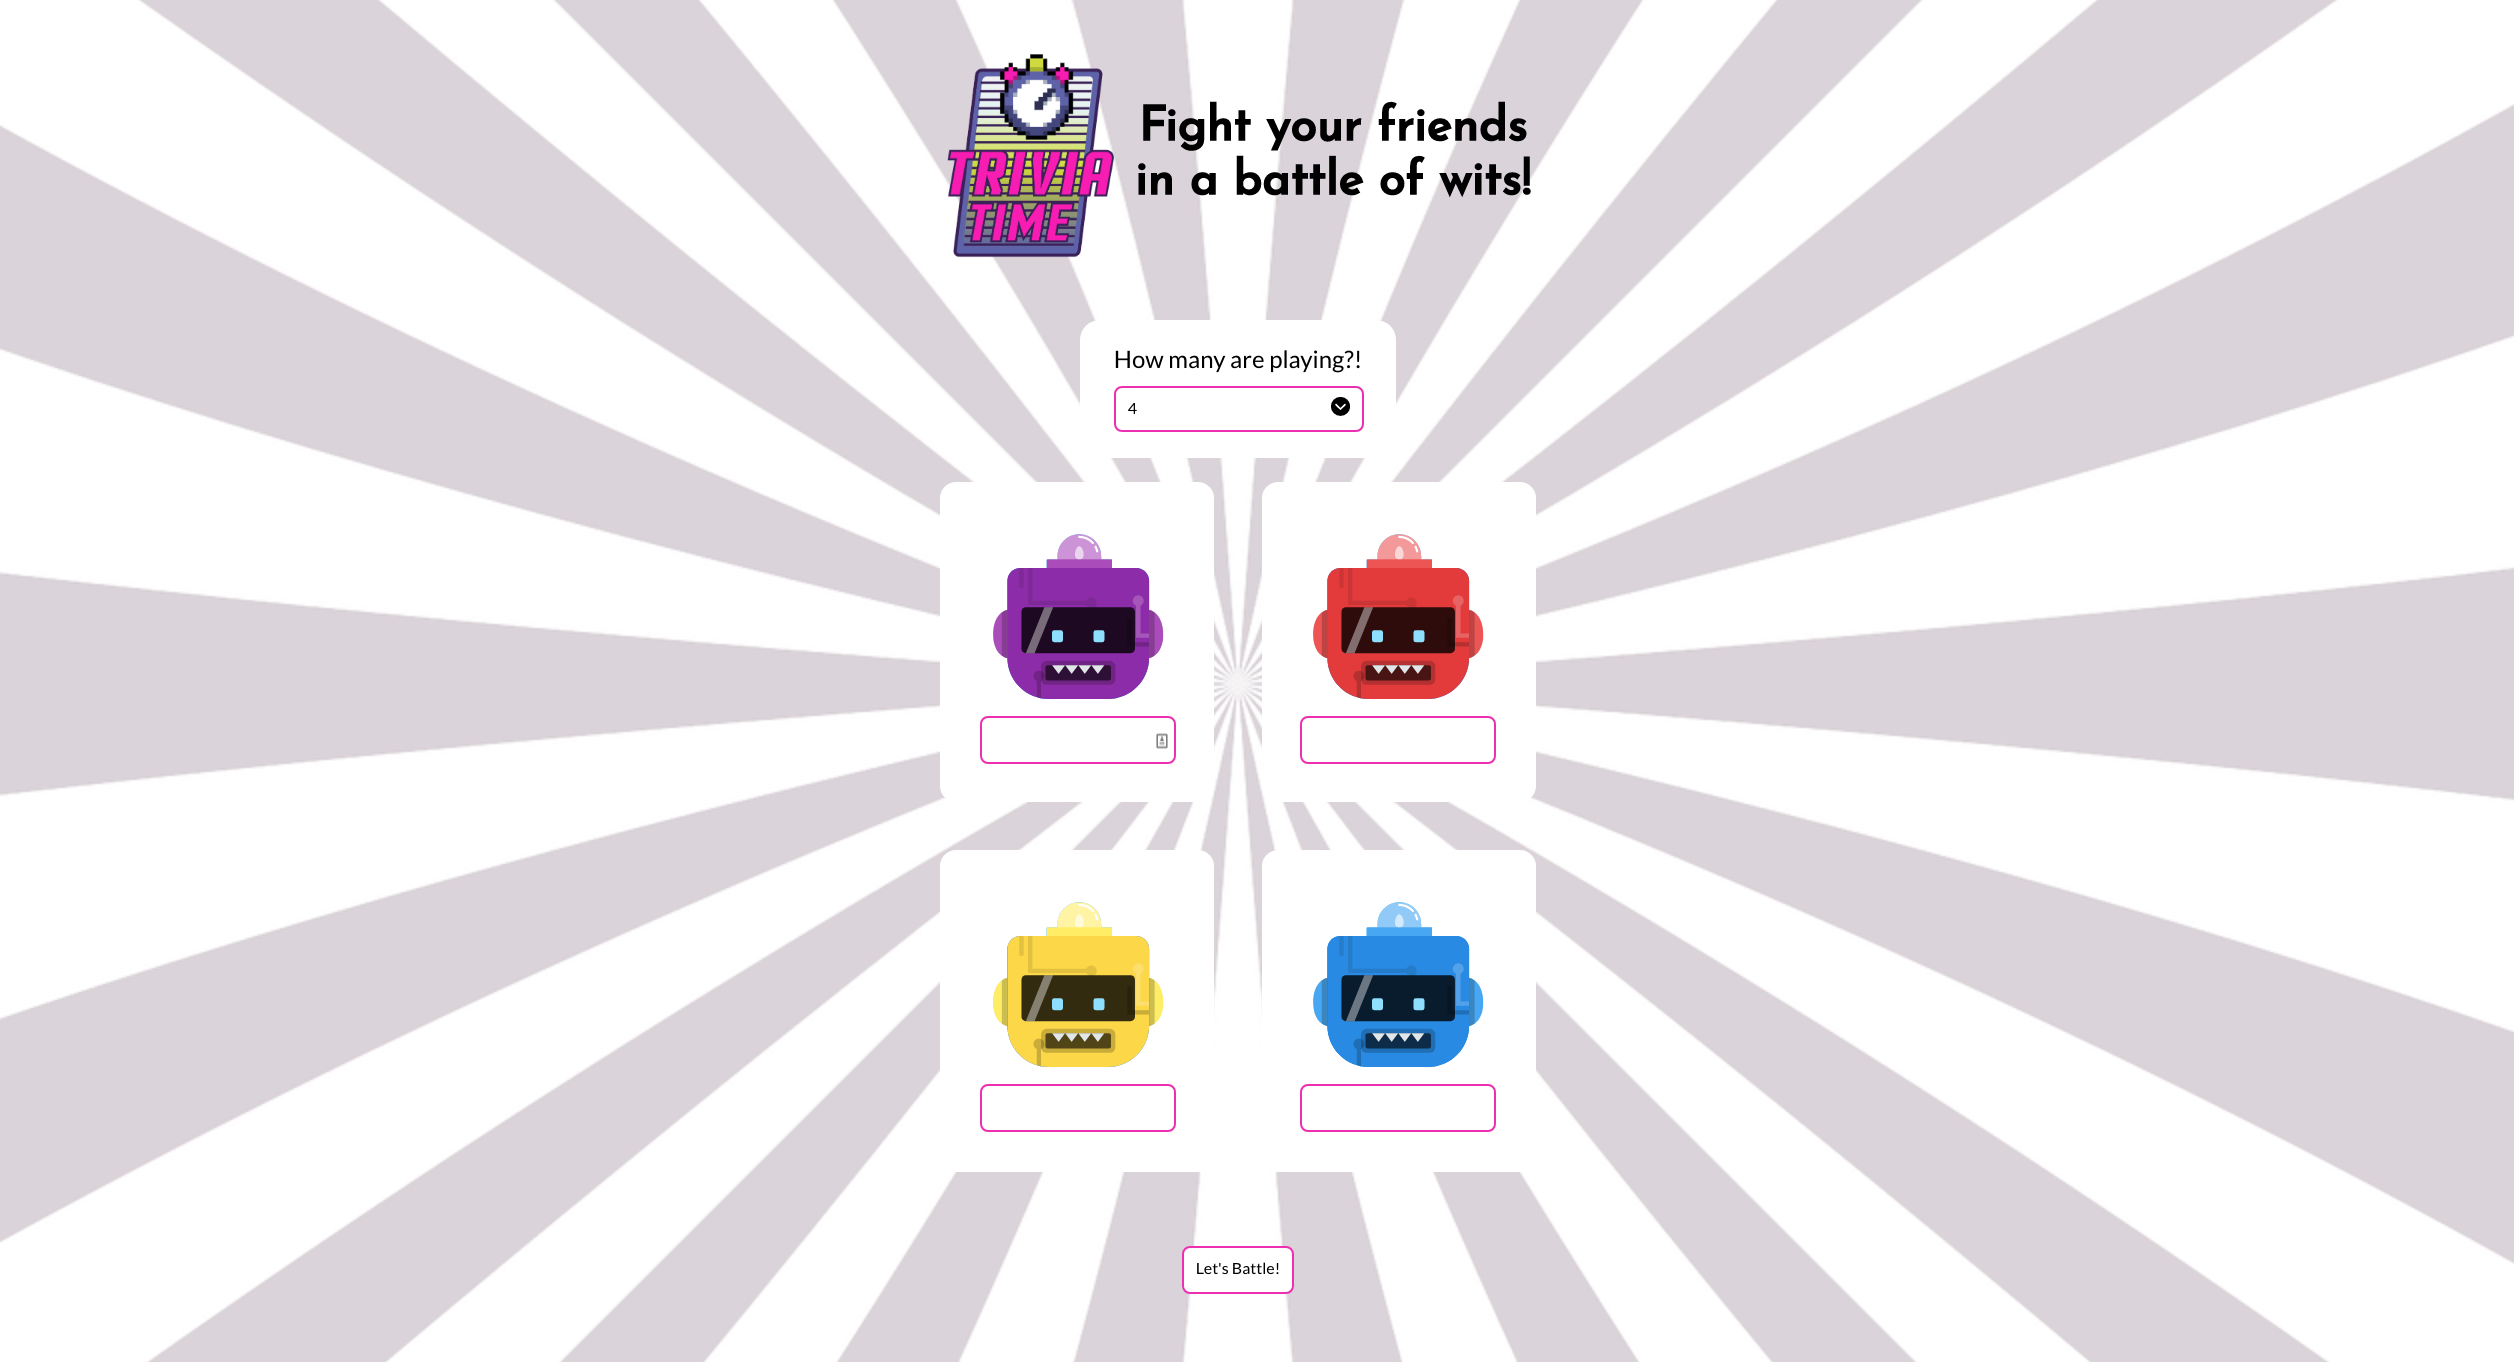 TRIVIA
TIME
Fight your friends
in a battle of wits!
How many are playing?!
4
Let's Battle!